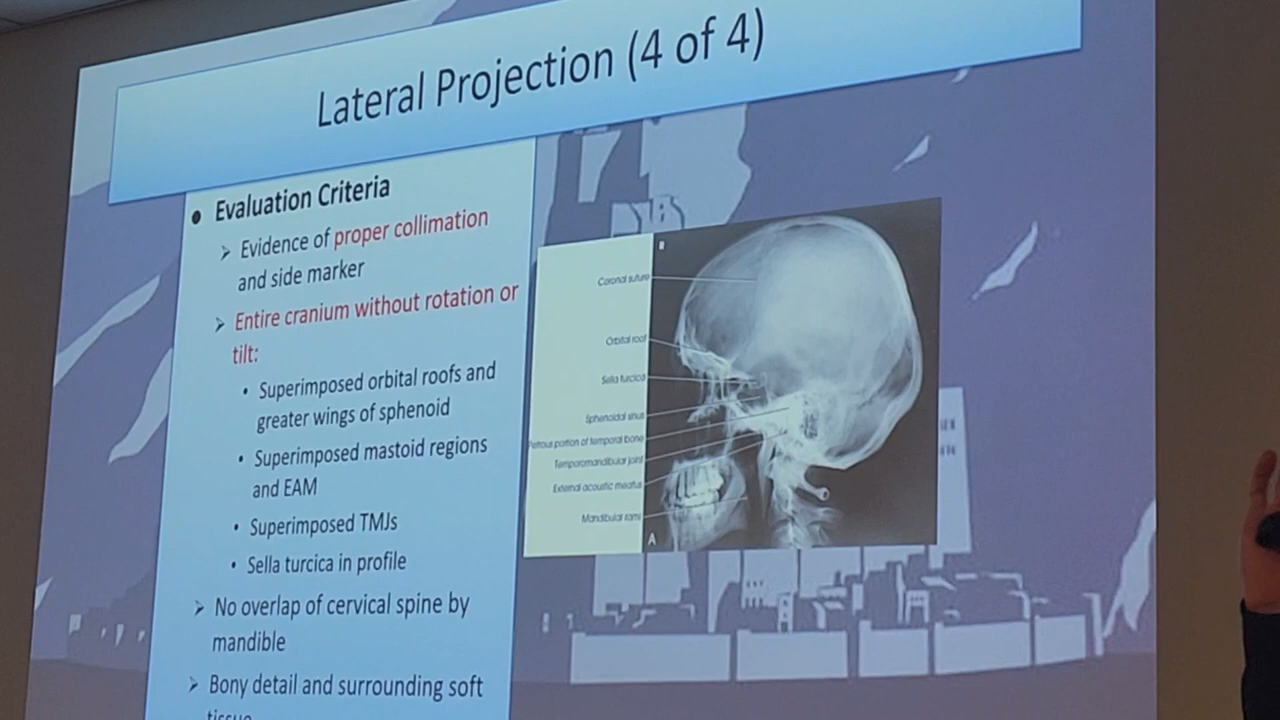 Lateral Projection (4 of 4)
• Evaluation Criteria
➢ Evidence of proper collimation
and side marker
➢ Entire cranium without rotation or
tilt:
• Superimposed orbital roofs and
greater wings of sphenoid
• Superimposed mastoid regions
and EAM
• Superimposed TMJs
• Sella turcica in profile
➢ No overlap of cervical spine by
mandible
➢ Bony detail and surrounding soft
tissue
Coronal suture
Orbital roof
Sella turcica
Sphenoidal sinus
Petrous portion of temporal bone
Temporomandibular joint
External acoustic meatus
Mandibular rami
A